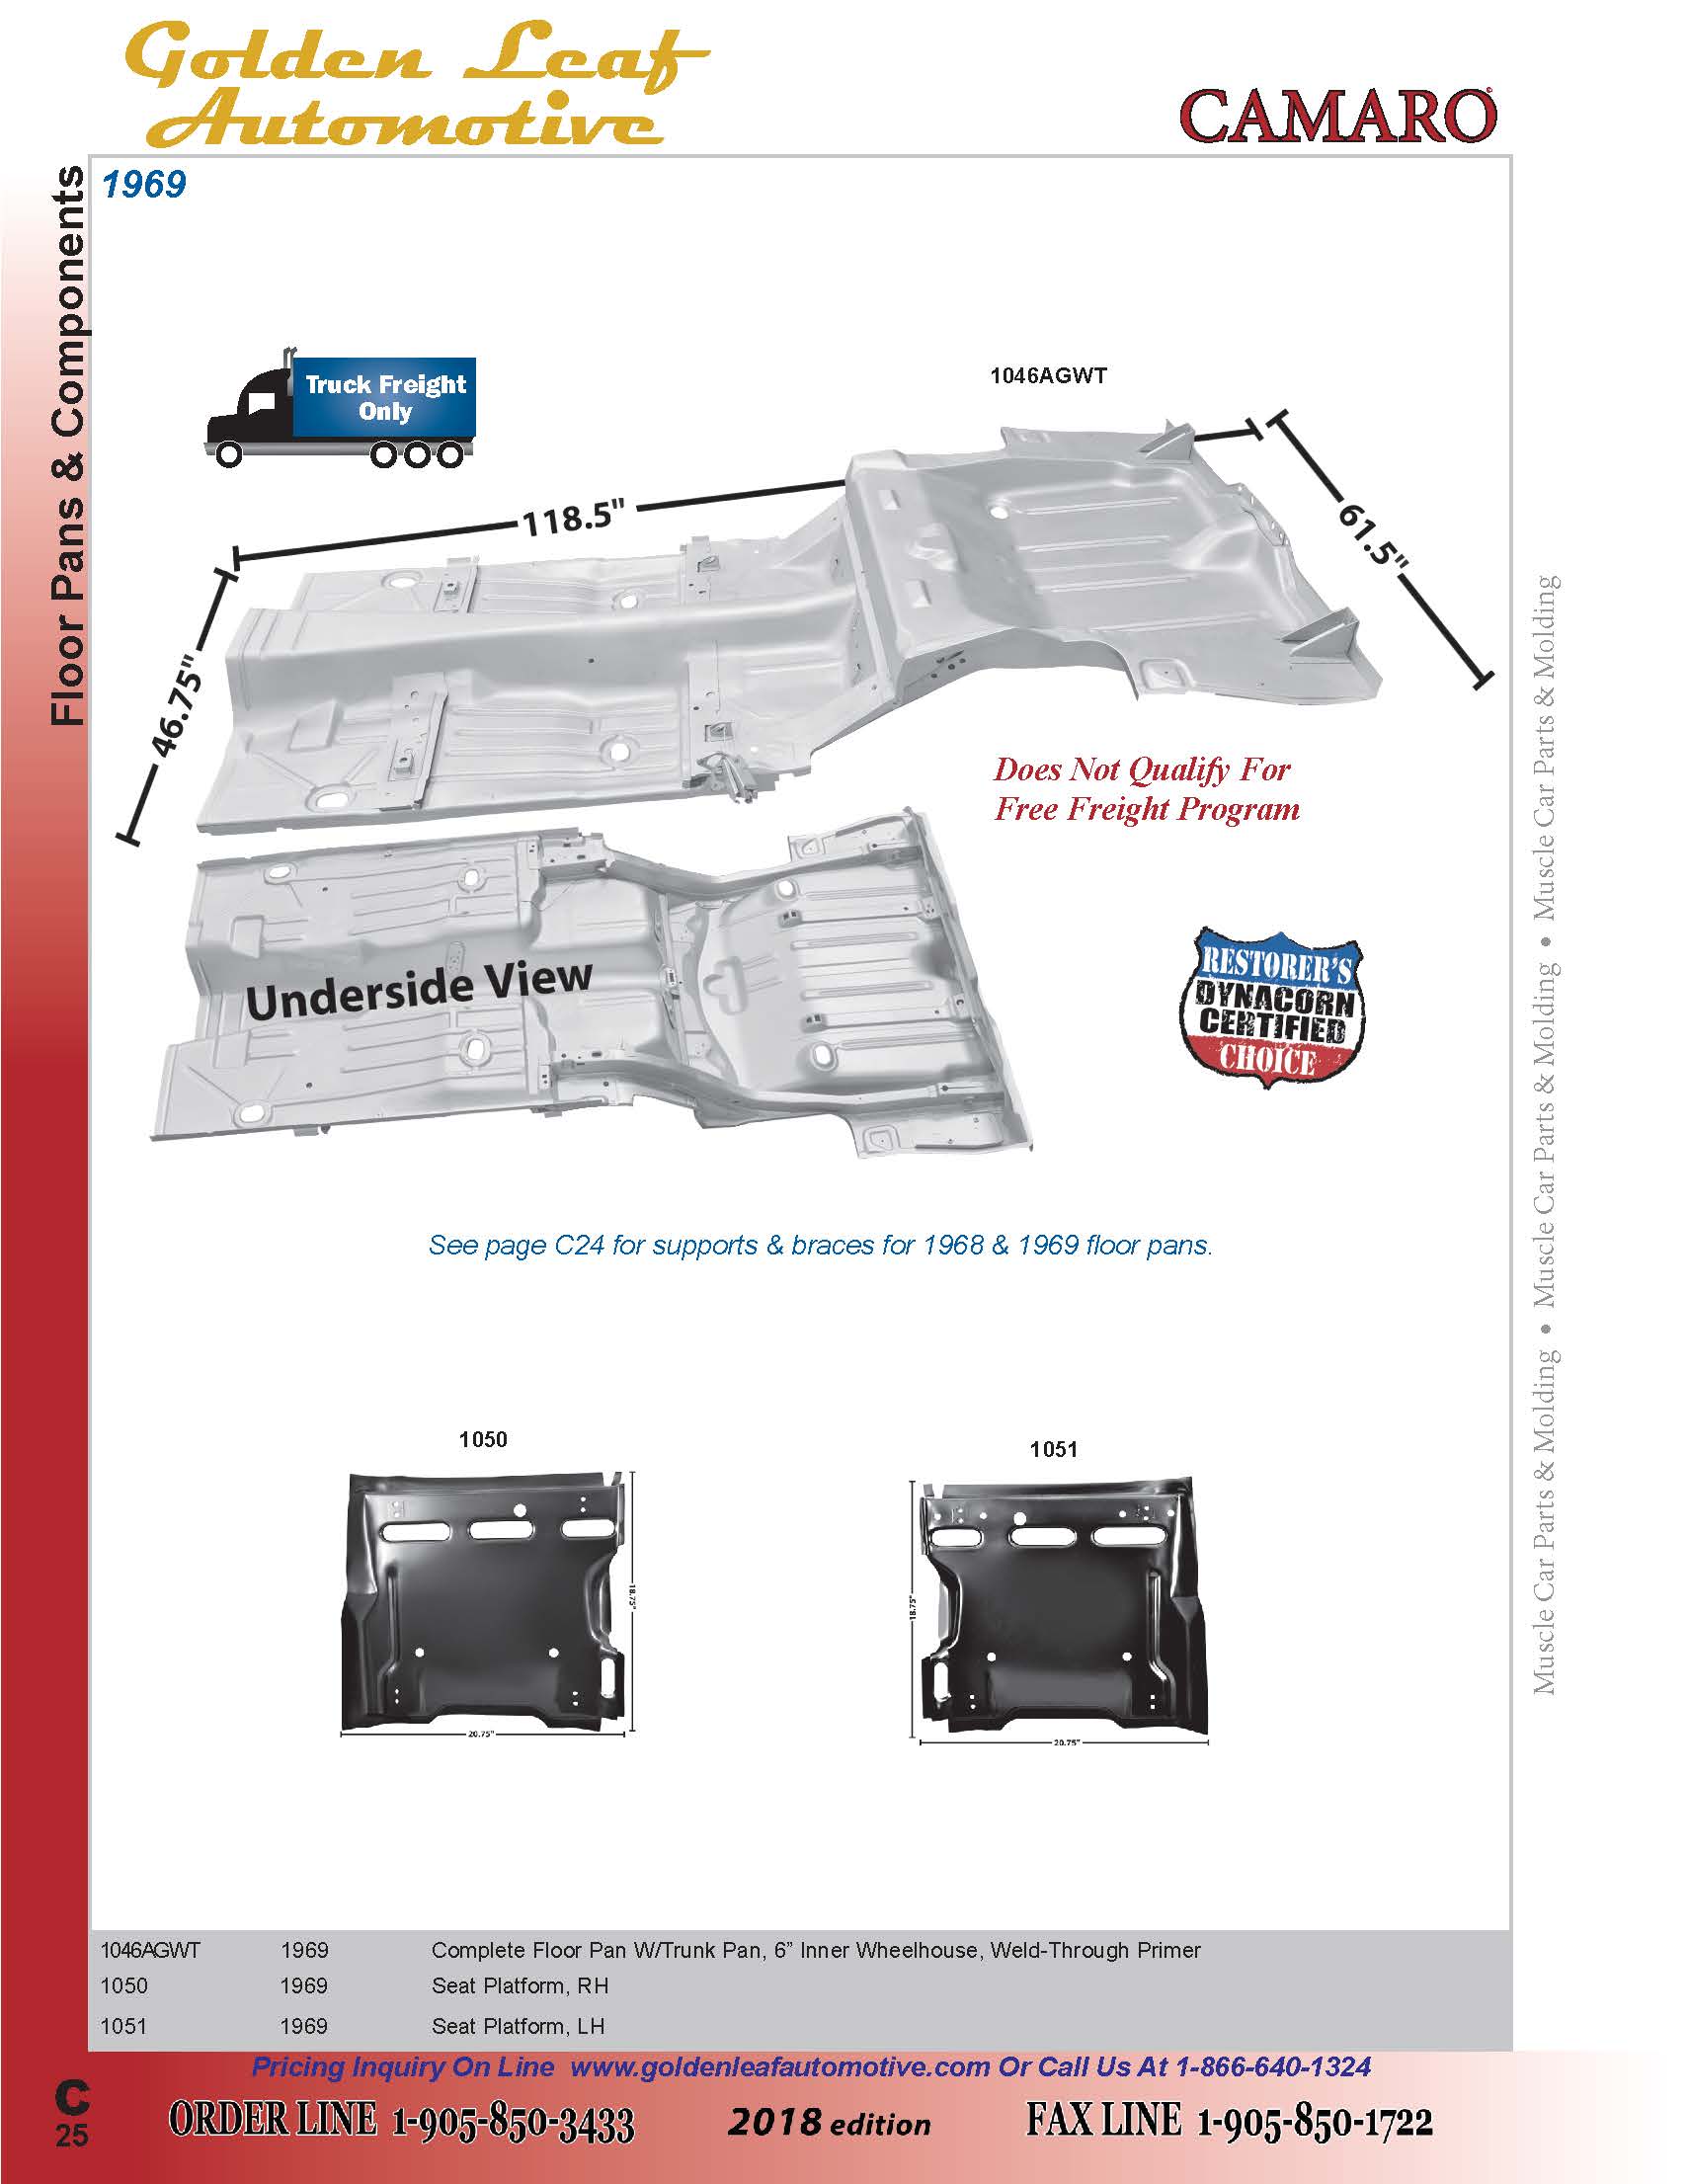 Golden Leaf
Automotive
CAMARO
Floor Pans & Components
1969
Truck Freight
Only
1046AGWT
118.5"
61.5"
46.75"
Does Not Qualify For
Free Freight Program
Underside View
RESTORER'S
DYNACORN
CERTIFIED
CHOICE
See page C24 for supports & braces for 1968 & 1969 floor pans.
1050
1051
18.75"
20.75"
18.75"
20.75"
Muscle Car Parts & Molding • Muscle Car Parts & Molding • Muscle Car Parts & Molding
1046AGWT 1969 Complete Floor Pan W/Trunk Pan, 6” Inner Wheelhouse, Weld-Through Primer
1050 1969 Seat Platform, RH
1051 1969 Seat Platform, LH
Pricing Inquiry On Line www.goldenleafautomotive.com Or Call Us At 1-866-640-1324
C
25
ORDER LINE 1-905-850-3433 2018 edition FAX LINE 1-905-850-1722